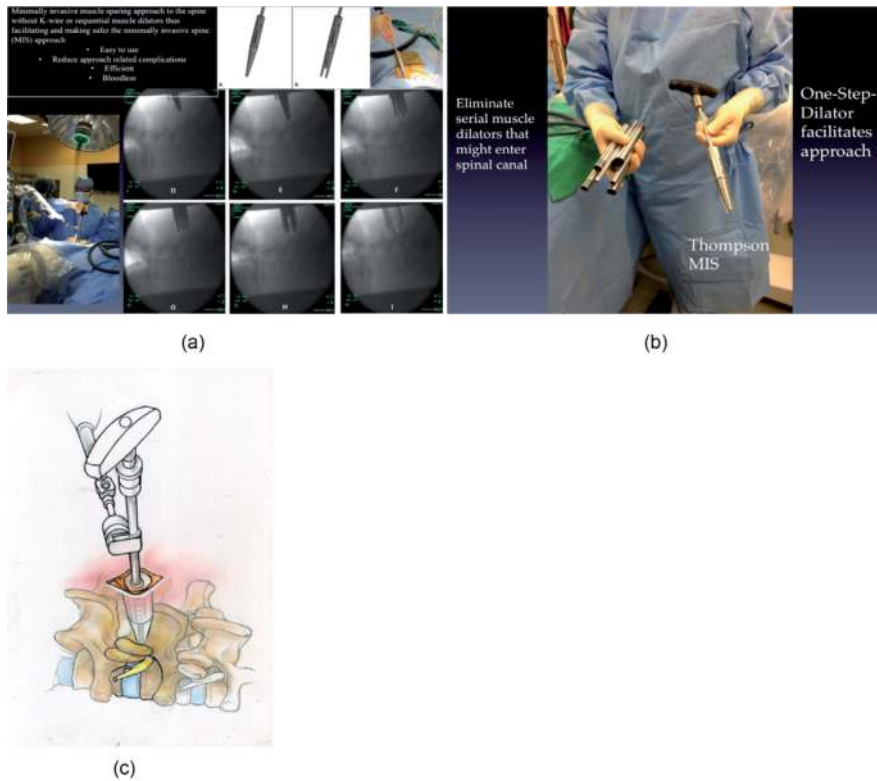 Minimally invasive muscle sparing approach to the spine
without K-wire or sequential muscle dilators thus
facilitating and making safer the minimally invasive spine
(MIS) approach
• Easy to use
• Reduce approach related complications
• Efficient
• Bloodless
D
E
F
G
H
I
(a)
Eliminate
serial muscle
dilators that
might enter
spinal canal
Thompson
MIS
One-Step-
Dilator
facilitates
approach
(b)
(c)